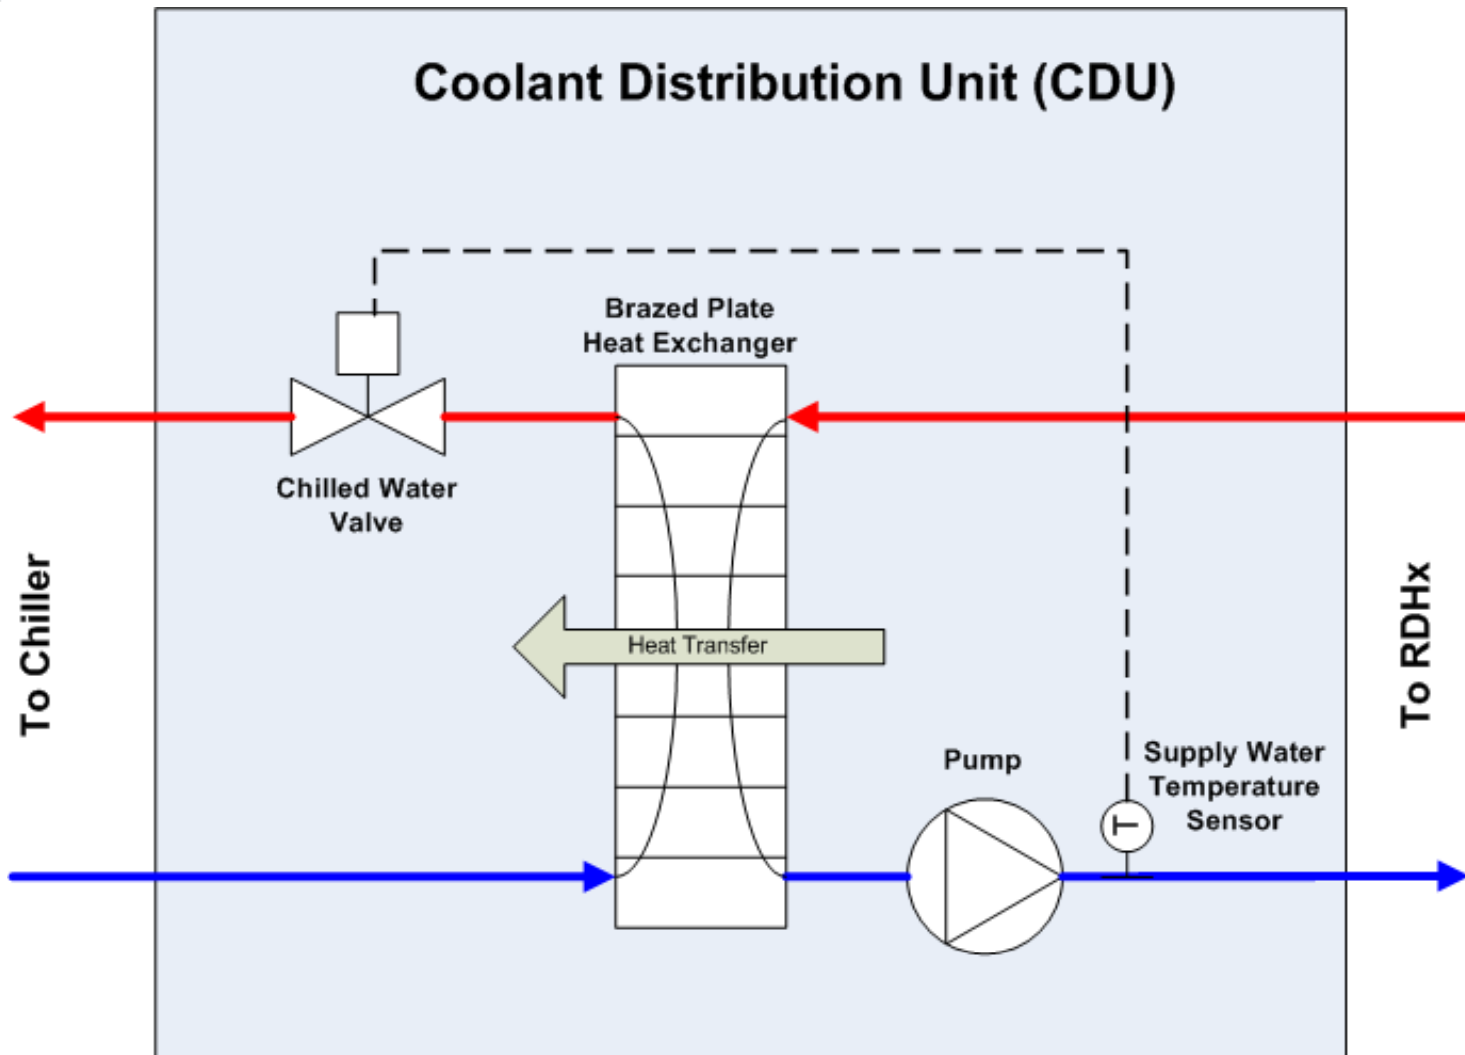 Coolant Distribution Unit (CDU)
Brazed Plate
Heat Exchanger
Chilled Water
Valve
To Chiller
Heat Transfer
To RDHx
Pump
Supply Water
Temperature
Sensor
T